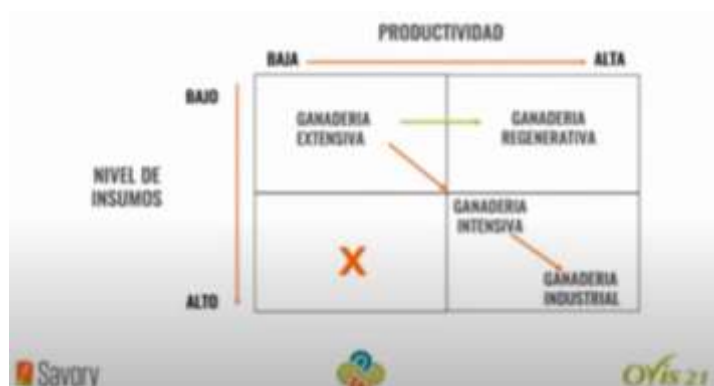 PRODUCTIVIDAD
BAJA
ALTA
BAJO
GANADERIA
EXTENSIVA
GANADERIA
REGENERATIVA
NIVEL DE
INSUMOS
GANADERIA
INTENSIVA
X
GANADERIA
INDUSTRIAL
ALTO
Savory
OVIS 21